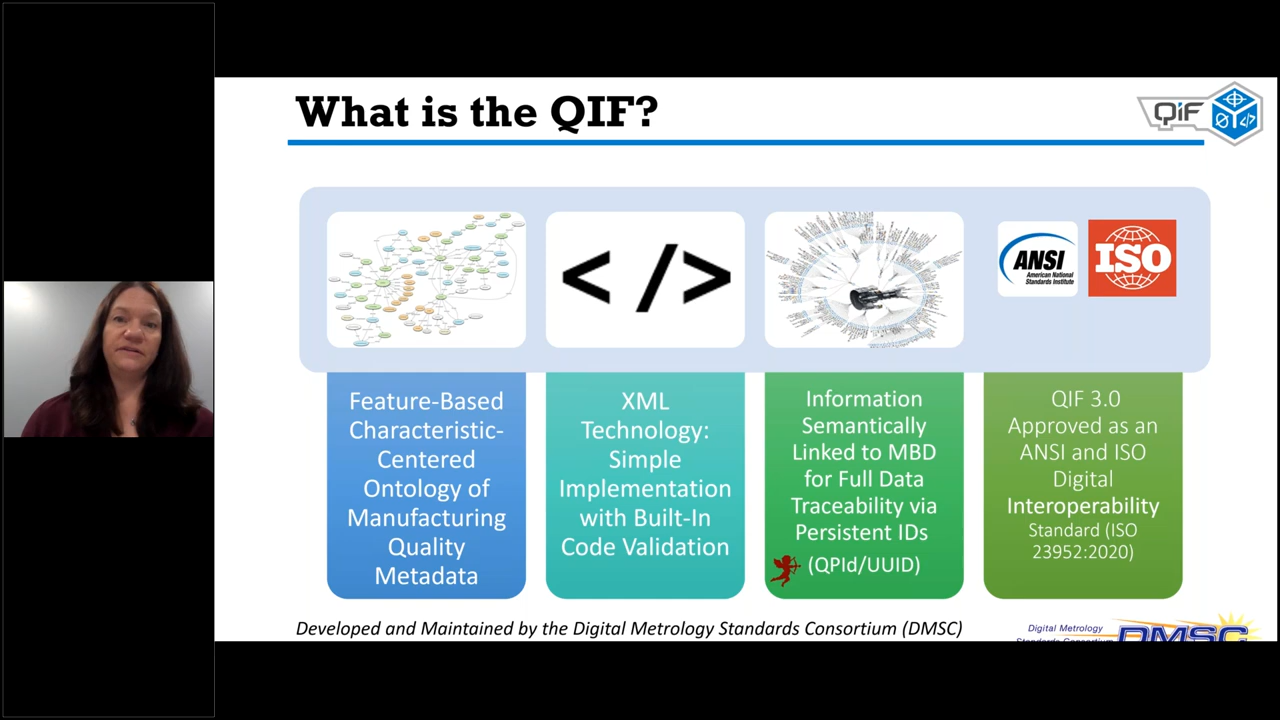 What is the QIF?
QiF
</>
ANSI
American National
Standards Institute
ISO
Feature-Based
Characteristic-
Centered
Ontology of
Manufacturing
Quality
Metadata
XML
Technology:
Simple
Implementation
with Built-In
Code Validation
Information
Semantically
Linked to MBD
for Full Data
Traceability via
Persistent IDs
(QPId/UUID)
QIF 3.0
Approved as an
ANSI and ISO
Digital
Interoperability
Standard (ISO
23952:2020)
Developed and Maintained by the Digital Metrology Standards Consortium (DMSC)
Digital Metrology
Standards Consortium
DMSC